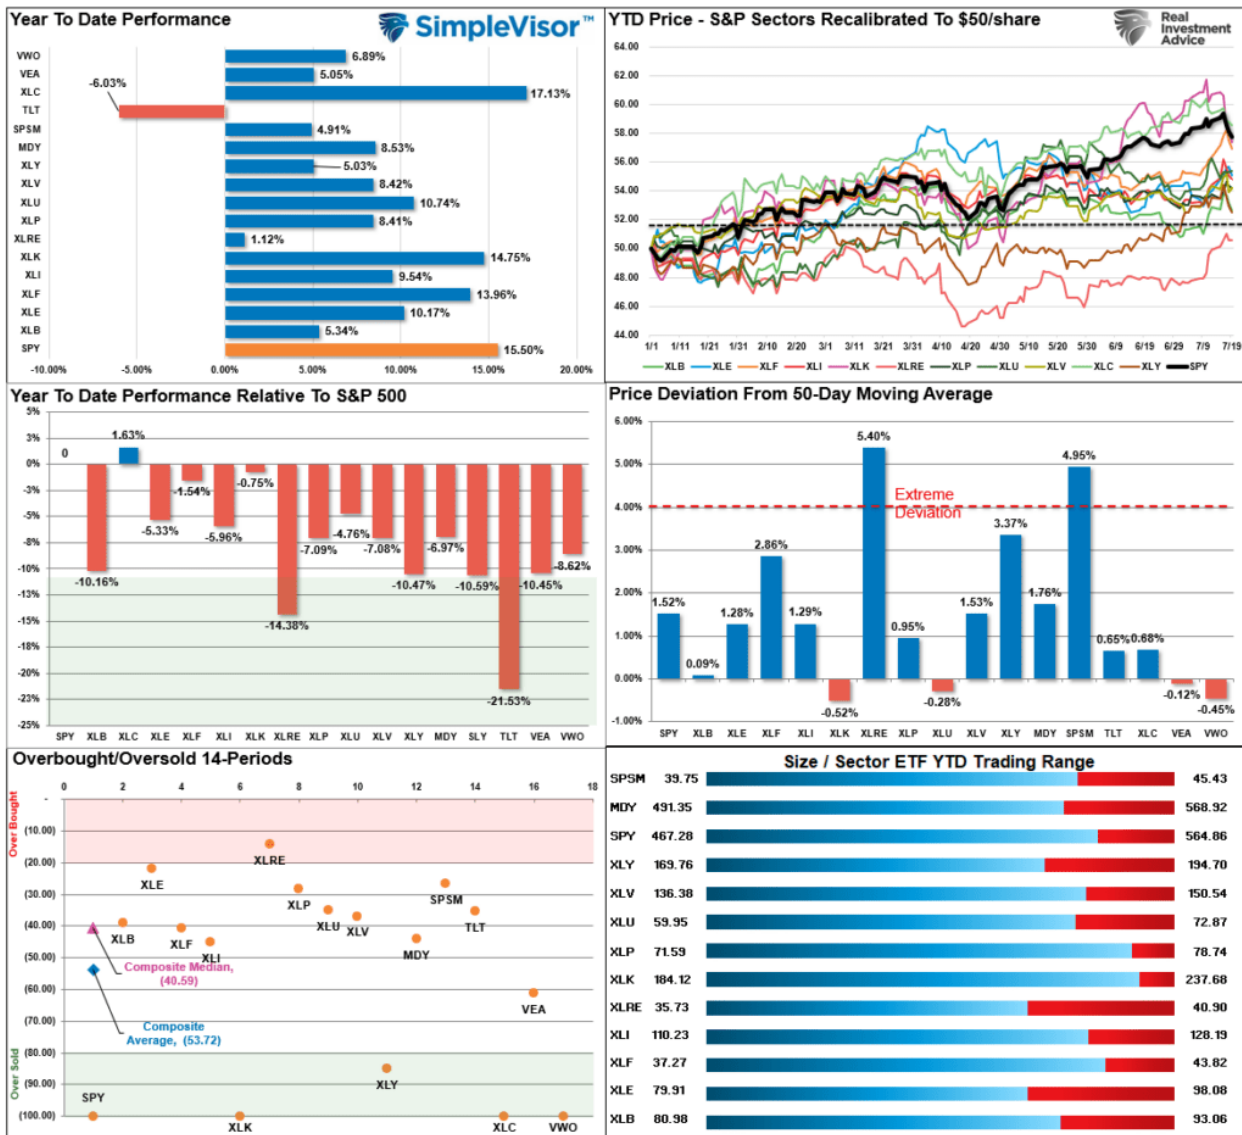 Year To Date Performance
SimpleVisor™
VWO 6.89%
VEA 5.05%
XLC 17.13%
TLT -6.03%
SPSM 4.91%
MDY 8.53%
XLY 5.03%
XLV 8.42%
XLU 10.74%
XLP 8.41%
XLRE 1.12%
XLK 14.75%
XLI 9.54%
XLF 13.96%
XLE 10.17%
XLB 5.34%
SPY 15.50%
-10.00% -5.00% 0.00% 5.00% 10.00% 15.00% 20.00%
YTD Price - S&P Sectors Recalibrated To $50/share
Real
Investment
Advice
64.00
62.00
60.00
58.00
56.00
54.00
52.00
50.00
48.00
46.00
44.00
1/1 1/11 1/21 1/31 2/10 2/20 3/1 3/11 3/21 3/31 4/10 4/20 4/30 5/10 5/20 5/30 6/9 6/19 6/29 7/9 7/19
XLB XLE XLF XLI XLK XLRE XLP XLU XLV XLC XLY SPY
Year To Date Performance Relative To S&P 500
5%
3%
0%
-3%
-5%
-8%
-10%
-13%
-15%
-18%
-20%
-23%
-25%
0
-10.16%
1.63%
-5.33%
-1.54%
-5.96%
-0.75%
-14.38%
-7.09%
-4.76%
-7.08%
-10.47%
-6.97%
-10.59%
-21.53%
-10.45%
-8.62%
SPY XLB XLC XLE XLF XLI XLK XLRE XLP XLU XLV XLY MDY SLY TLT VEA VWO
Price Deviation From 50-Day Moving Average
6.00%
5.00%
4.00%
3.00%
2.00%
1.00%
0.00%
-1.00%
Extreme
Deviation
1.52%
0.09%
1.28%
2.86%
1.29%
-0.52%
5.40%
0.95%
-0.28%
1.53%
3.37%
1.76%
4.95%
0.65%
0.68%
-0.12%
-0.45%
SPY XLB XLE XLF XLI XLK XLRE XLP XLU XLV XLY MDY SPSM TLT XLC VEA VWO
Overbought/Oversold 14-Periods
0 2 4 6 8 10 12 14 16 18
-
(10.00)
(20.00)
(30.00)
(40.00)
(50.00)
(60.00)
(70.00)
(80.00)
(90.00)
(100.00)
Over Bought
Over Sold
XLRE
XLE
XLP
SPSM
XLU
XLV
TLT
XLB
XLF
XLI
MDY
Composite Median,
(40.59)
VEA
Composite
Average, (53.72)
XLY
SPY
XLK
XLC
VWO
Size / Sector ETF YTD Trading Range
SPSM 39.75 45.43
MDY 491.35 568.92
SPY 467.28 564.86
XLY 169.76 194.70
XLV 136.38 150.54
XLU 59.95 72.87
XLP 71.59 78.74
XLK 184.12 237.68
XLRE 35.73 40.90
XLI 110.23 128.19
XLF 37.27 43.82
XLE 79.91 98.08
XLB 80.98 93.06